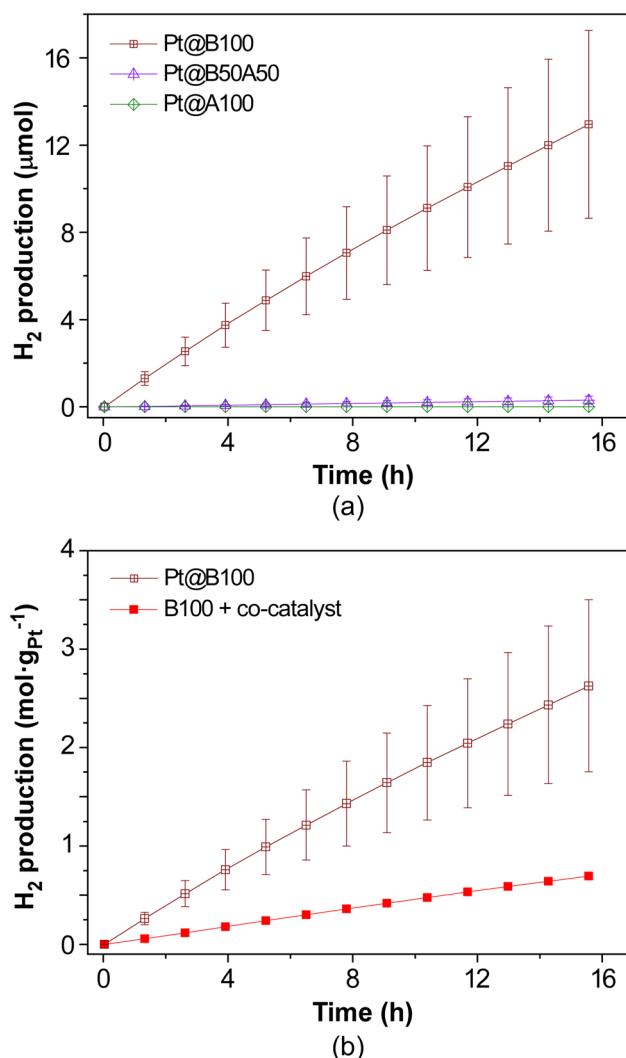 Pt@B100
Pt@B50A50
Pt@A100
H2 production (μmol)
16
12
8
4
0
0 4 8 12 16
Time (h)
(a)
Pt@B100
B100 + co-catalyst
H2 production (mol·gPt-1)
4
3
2
1
0
0 4 8 12 16
Time (h)
(b)